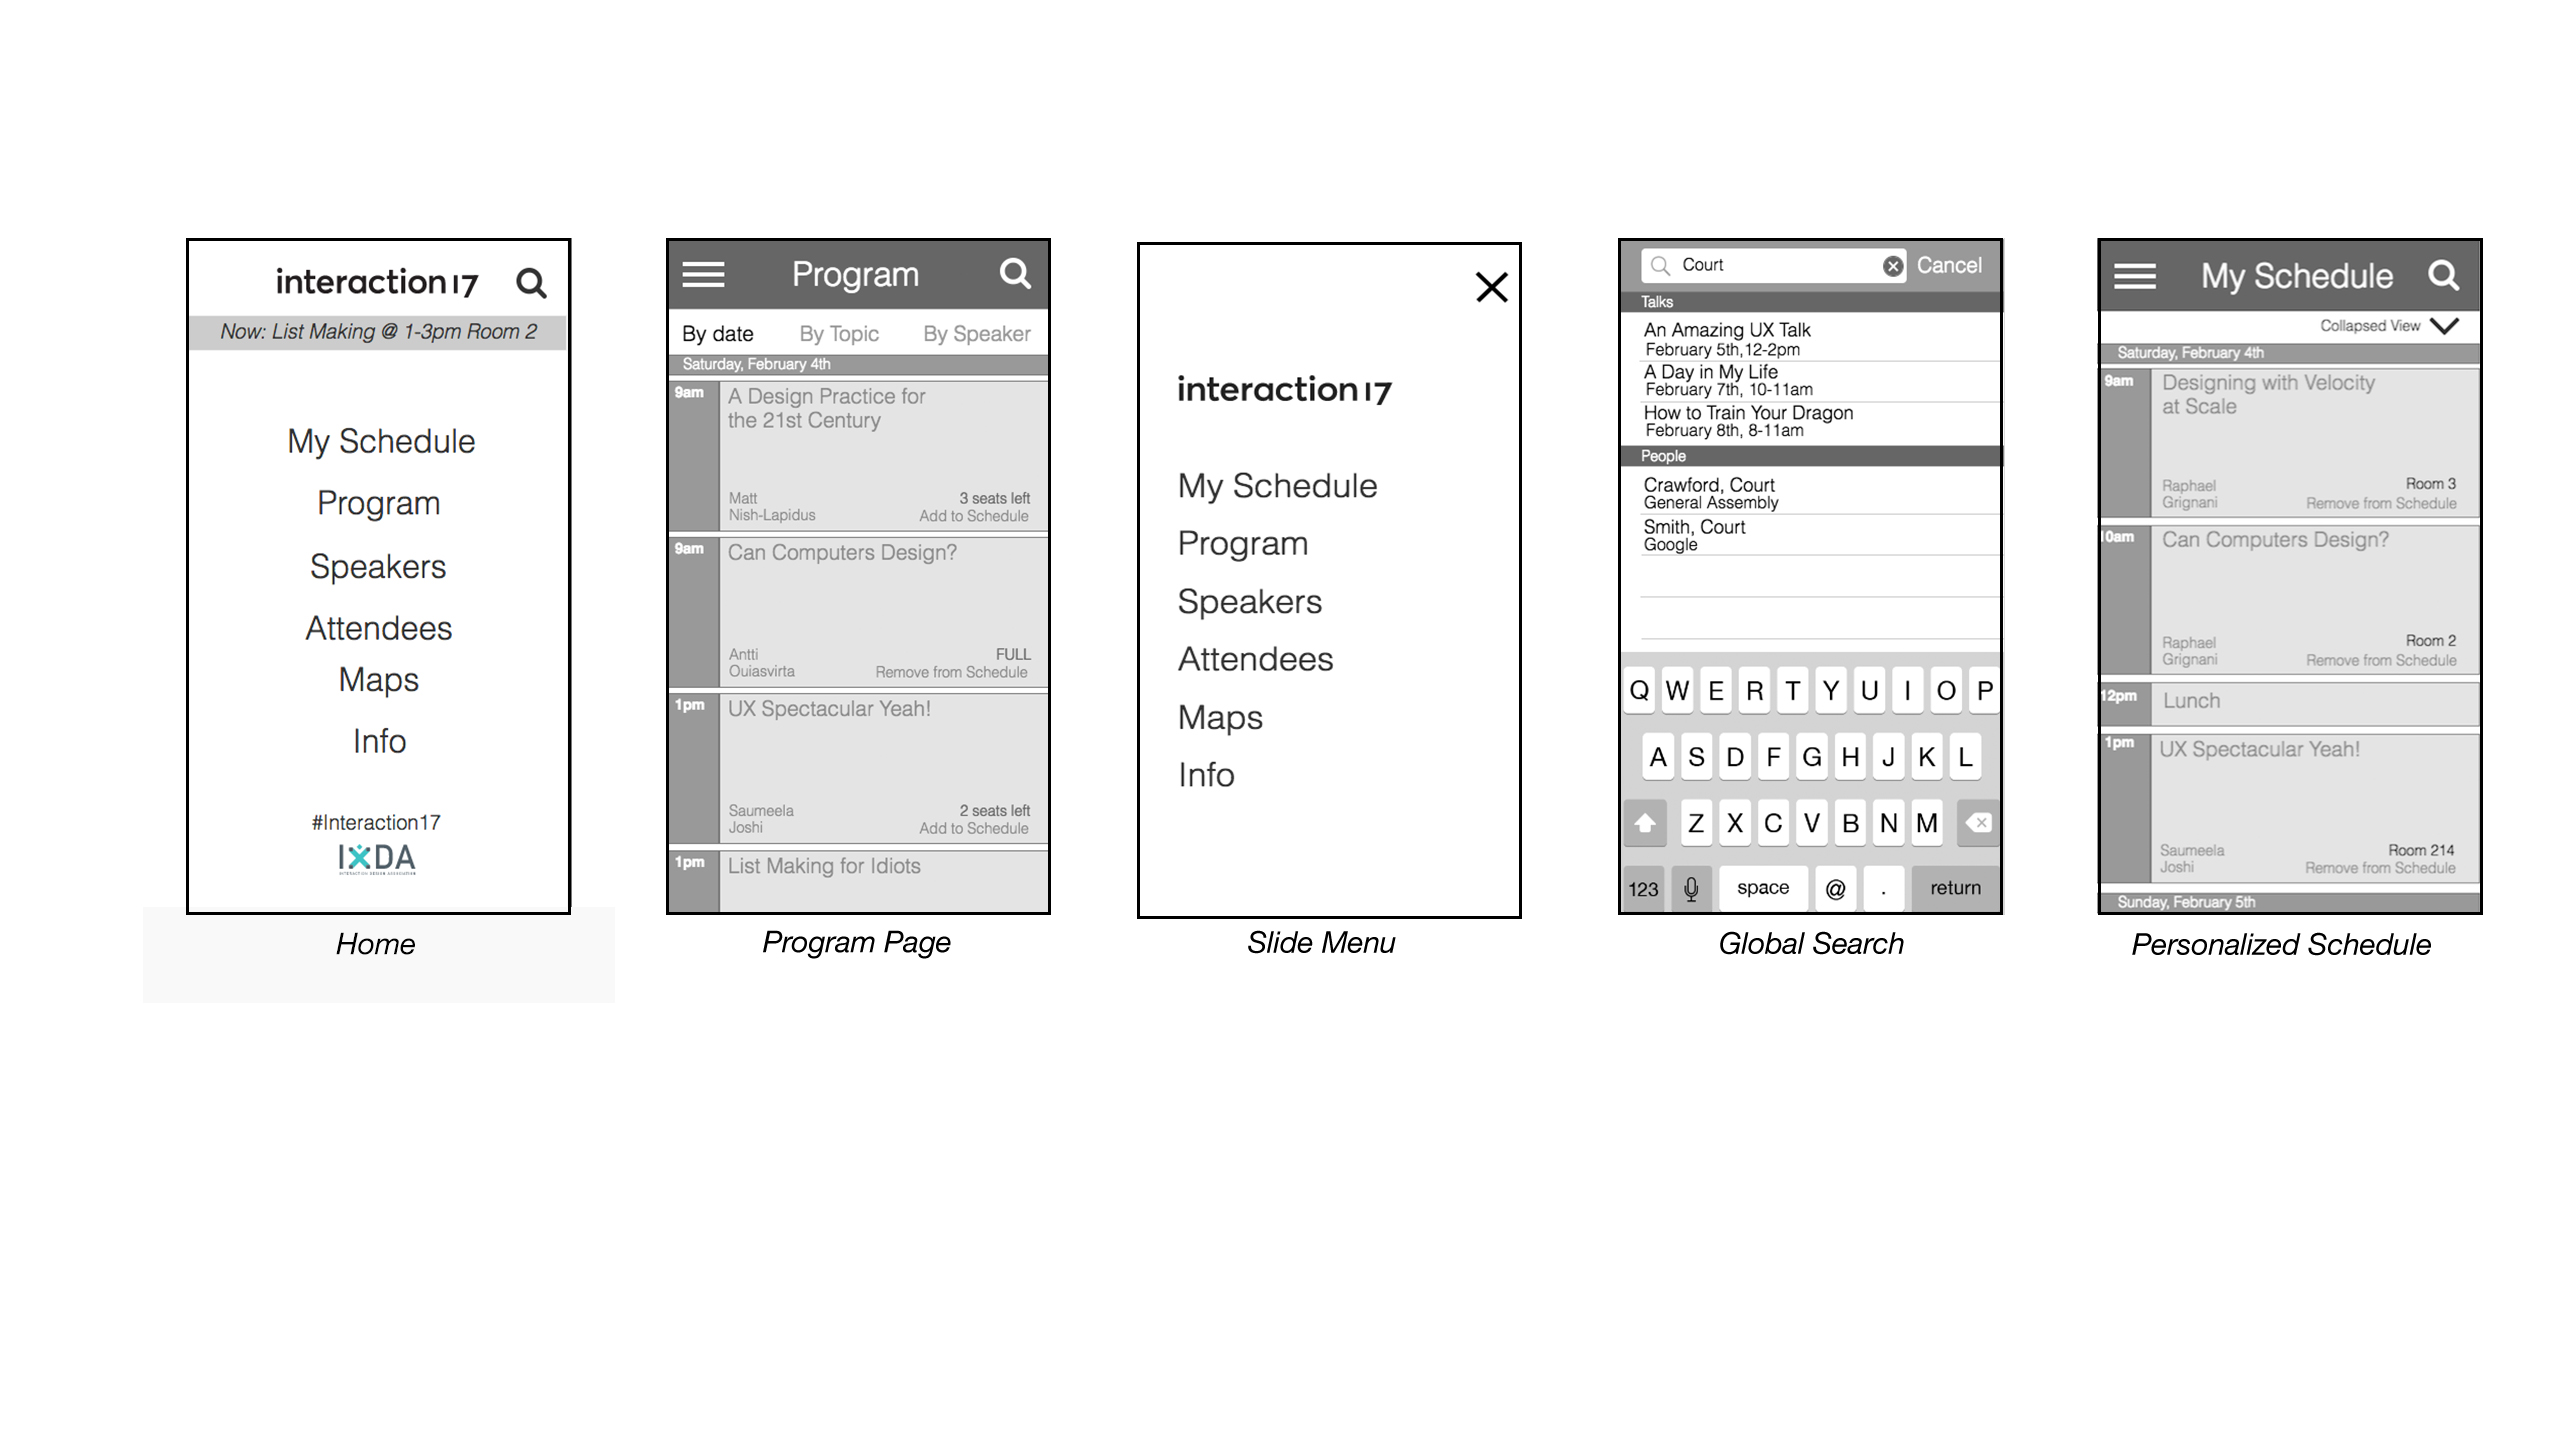 interaction17
Now: List Making @ 1-3pm Room 2
My Schedule
Program
Speakers
Attendees
Maps
Info
#Interaction17
IXDA
INTERACTION DESIGN ASSOCIATION
Home
Program
By date By Topic By Speaker
Saturday, February 4th
9am
A Design Practice for
the 21st Century
Matt
Nish-Lapidus
3 seats left
Add to Schedule
9am
Can Computers Design?
Antti
Ouiasvirta
FULL
Remove from Schedule
1pm
UX Spectacular Yeah!
Saumeela
Joshi
2 seats left
Add to Schedule
1pm
List Making for Idiots
Program Page
interaction17
My Schedule
Program
Speakers
Attendees
Maps
Info
Slide Menu
Court
Cancel
Talks
An Amazing UX Talk
February 5th,12-2pm
A Day in My Life
February 7th, 10-11am
How to Train Your Dragon
February 8th, 8-11am
People
Crawford, Court
General Assembly
Smith, Court
Google
Q W E R T Y U I O P
A S D F G H J K L
Z X C V B N M
123 space @ . return
Global Search
My Schedule
Collapsed View
Saturday, February 4th
9am
Designing with Velocity
at Scale
Raphael
Grignani
Room 3
Remove from Schedule
10am
Can Computers Design?
Raphael
Grignani
Room 2
Remove from Schedule
12pm
Lunch
1pm
UX Spectacular Yeah!
Saumeela
Joshi
Room 214
Remove from Schedule
Sunday, February 5th
Personalized Schedule